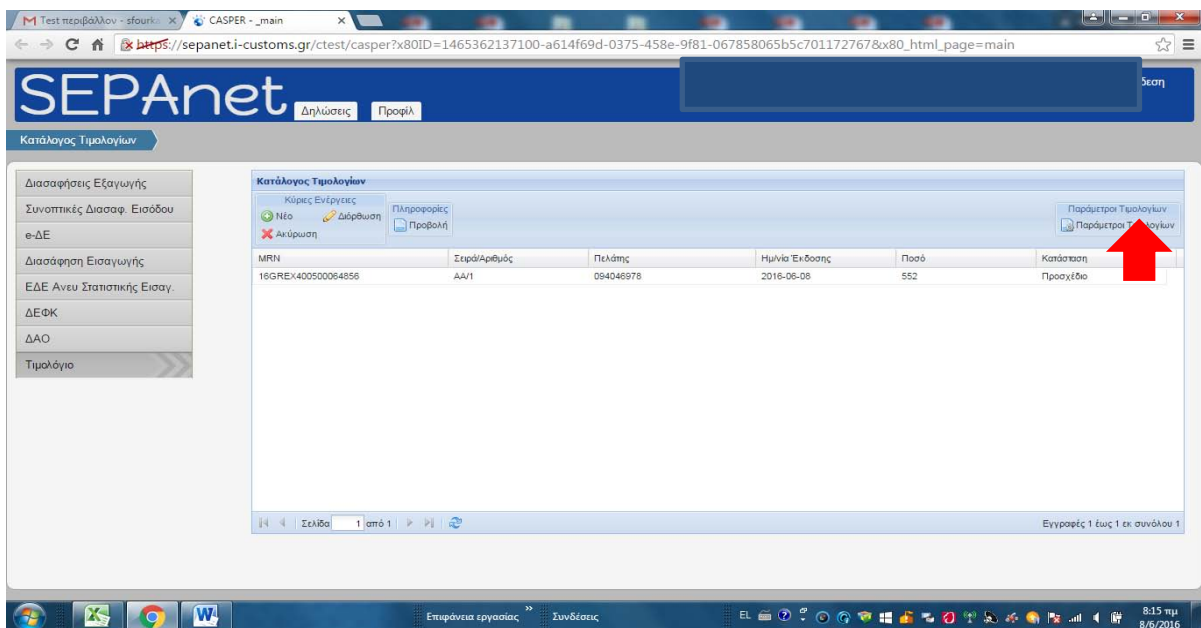 Test περιβάλλον - sfourk
CASPER - _main
https://sepanet.i-customs.gr/ctest/casper?x80ID=1465362137100-a614f69d-0375-458e-9f81-067858065b5c701172767&x80_html_page=main
SEPAnet
Δηλώσεις Προφίλ
δεση
Κατάλογος Τιμολογίων
Διασαφήσεις Εξαγωγής
Συνοπτικές Διασαφ. Εισόδου
e-ΔΕ
Διασάφηση Εισαγωγής
ΕΔΕ Ανευ Στατιστικής Εισαγ.
ΔΕΦΚ
ΔΑΟ
Τιμολόγιο
Κατάλογος Τιμολογίων
Κύριες Ενέργειες
Νέο Διόρθωση
Ακύρωση
Πληροφορίες
Προβολή
Παράμετροι Τιμολογίων
Παράμετροι Τιμολογίων
MRN Σειρά/Αριθμός Πελάτης Ημ/νία Έκδοσης Ποσό Κατάσταση
16GREX400500064856 AA/1 094046978 2016-06-08 552 Προσχέδιο
Σελίδα 1 από 1
Εγγραφές 1 έως 1 εκ συνόλου 1
Επιφάνεια εργασίας » Συνδέσεις EL 8:15 πμ
8/6/2016